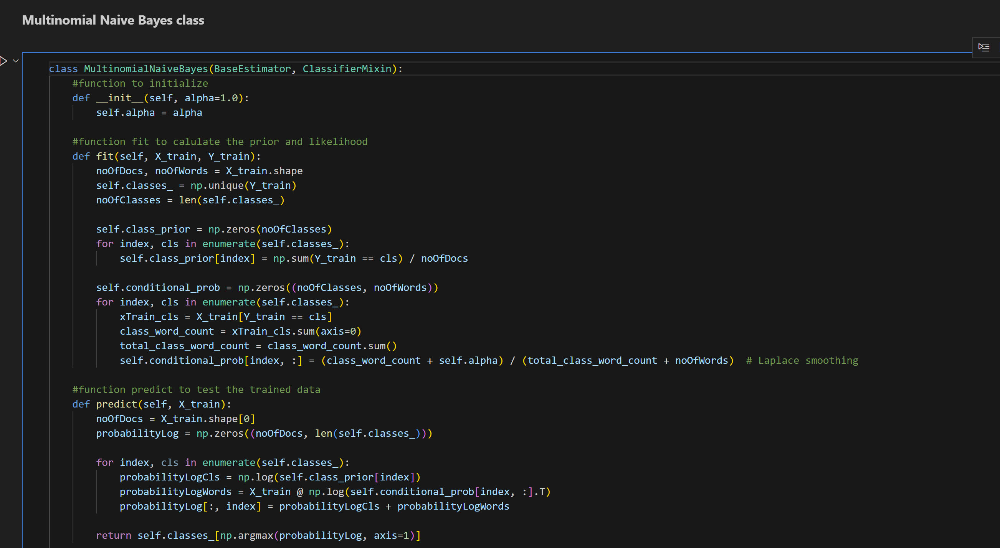 Multinomial Naive Bayes class
class MultinomialNaiveBayes(BaseEstimator, ClassifierMixin):
#function to initialize
def __init__(self, alpha=1.0):
self.alpha = alpha
#function fit to calulate the prior and likelihood
def fit(self, X_train, Y_train):
noOfDocs, noOfWords = X_train.shape
self.classes_ = np.unique(Y_train)
noOfClasses = len(self.classes_)
self.class_prior = np.zeros(noOfClasses)
for index, cls in enumerate(self.classes_):
self.class_prior[index] = np.sum(Y_train == cls) / noOfDocs
self.conditional_prob = np.zeros((noOfClasses, noOfWords))
for index, cls in enumerate(self.classes_):
xTrain_cls = X_train[Y_train == cls]
class_word_count = xTrain_cls.sum(axis=0)
total_class_word_count = class_word_count.sum()
self.conditional_prob[index, :] = (class_word_count + self.alpha) / (total_class_word_count + noOfWords)  # Laplace smoothing
#function predict to test the trained data
def predict(self, X_train):
noOfDocs = X_train.shape[0]
probabilityLog = np.zeros((noOfDocs, len(self.classes_)))
for index, cls in enumerate(self.classes_):
probabilityLogCls = np.log(self.class_prior[index])
probabilityLogWords = X_train @ np.log(self.conditional_prob[index, :].T)
probabilityLog[:, index] = probabilityLogCls + probabilityLogWords
return self.classes_[np.argmax(probabilityLog, axis=1)]